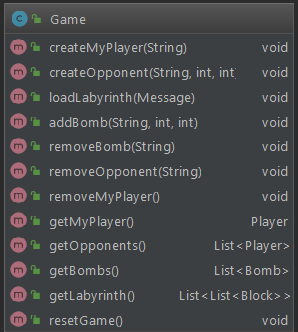 Game
createMyPlayer(String) void
createOpponent(String, int, int) void
loadLabyrinth(Message) void
addBomb(String, int, int) void
removeBomb(String) void
removeOpponent(String) void
removeMyPlayer() void
getMyPlayer() Player
getOpponents() List<Player>
getBombs() List<Bomb>
getLabyrinth() List<List<Block>>
resetGame() void